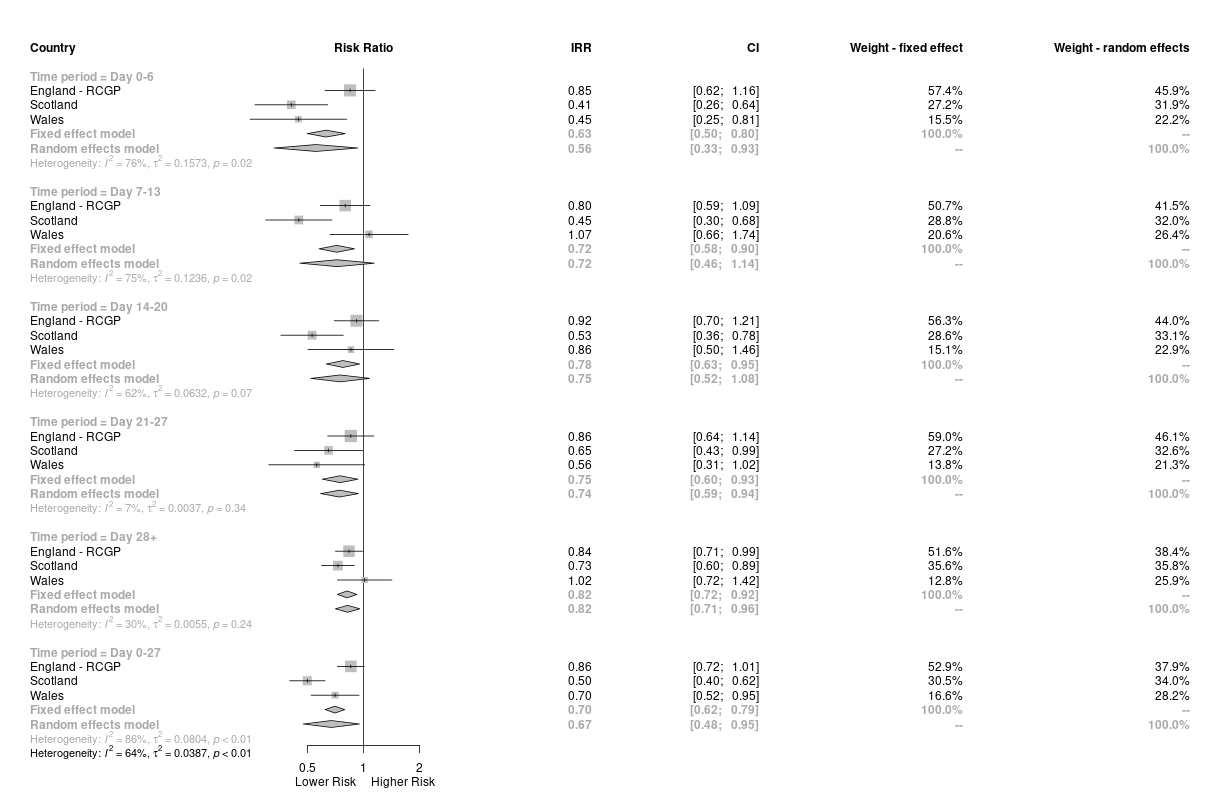 Country Risk Ratio IRR CI Weight - fixed effect Weight - random effects
Time period = Day 0-6
England - RCGP 0.85 [0.62; 1.16] 57.4% 45.9%
Scotland 0.41 [0.26; 0.64] 27.2% 31.9%
Wales 0.45 [0.25; 0.81] 15.5% 22.2%
Fixed effect model 0.63 [0.50; 0.80] 100.0% --
Random effects model 0.56 [0.33; 0.93] -- 100.0%
Heterogeneity: I² = 76%, τ² = 0.1573, p = 0.02
Time period = Day 7-13
England - RCGP 0.80 [0.59; 1.09] 50.7% 41.5%
Scotland 0.45 [0.30; 0.68] 28.8% 32.0%
Wales 1.07 [0.66; 1.74] 20.6% 26.4%
Fixed effect model 0.72 [0.58; 0.90] 100.0% --
Random effects model 0.72 [0.46; 1.14] -- 100.0%
Heterogeneity: I² = 75%, τ² = 0.1236, p = 0.02
Time period = Day 14-20
England - RCGP 0.92 [0.70; 1.21] 56.3% 44.0%
Scotland 0.53 [0.36; 0.78] 28.6% 33.1%
Wales 0.86 [0.50; 1.46] 15.1% 22.9%
Fixed effect model 0.78 [0.63; 0.95] 100.0% --
Random effects model 0.75 [0.52; 1.08] -- 100.0%
Heterogeneity: I² = 62%, τ² = 0.0632, p = 0.07
Time period = Day 21-27
England - RCGP 0.86 [0.64; 1.14] 59.0% 46.1%
Scotland 0.65 [0.43; 0.99] 27.2% 32.6%
Wales 0.56 [0.31; 1.02] 13.8% 21.3%
Fixed effect model 0.75 [0.60; 0.93] 100.0% --
Random effects model 0.74 [0.59; 0.94] -- 100.0%
Heterogeneity: I² = 7%, τ² = 0.0037, p = 0.34
Time period = Day 28+
England - RCGP 0.84 [0.71; 0.99] 51.6% 38.4%
Scotland 0.73 [0.60; 0.89] 35.6% 35.8%
Wales 1.02 [0.72; 1.42] 12.8% 25.9%
Fixed effect model 0.82 [0.72; 0.92] 100.0% --
Random effects model 0.82 [0.71; 0.96] -- 100.0%
Heterogeneity: I² = 30%, τ² = 0.0055, p = 0.24
Time period = Day 0-27
England - RCGP 0.86 [0.72; 1.01] 52.9% 37.9%
Scotland 0.50 [0.40; 0.62] 30.5% 34.0%
Wales 0.70 [0.52; 0.95] 16.6% 28.2%
Fixed effect model 0.70 [0.62; 0.79] 100.0% --
Random effects model 0.67 [0.48; 0.95] -- 100.0%
Heterogeneity: I² = 86%, τ² = 0.0804, p < 0.01
Heterogeneity: I² = 64%, τ² = 0.0387, p < 0.01
0.5 1 2
Lower Risk Higher Risk